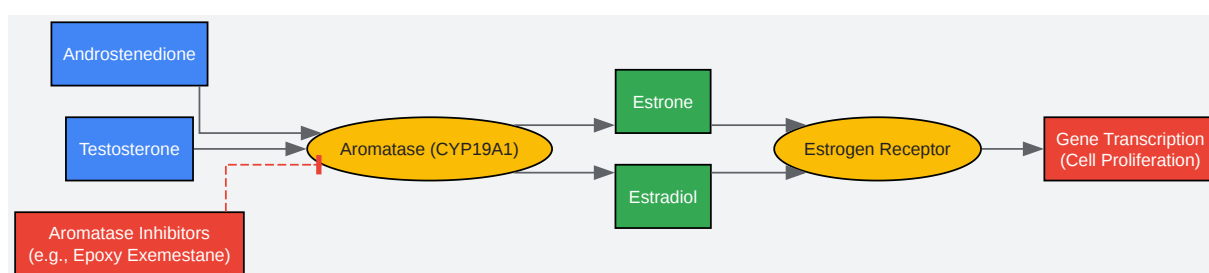 Androstenedione
Testosterone
Aromatase Inhibitors
(e.g., Epoxy Exemestane)
Aromatase (CYP19A1)
Estrone
Estradiol
Estrogen Receptor
Gene Transcription
(Cell Proliferation)